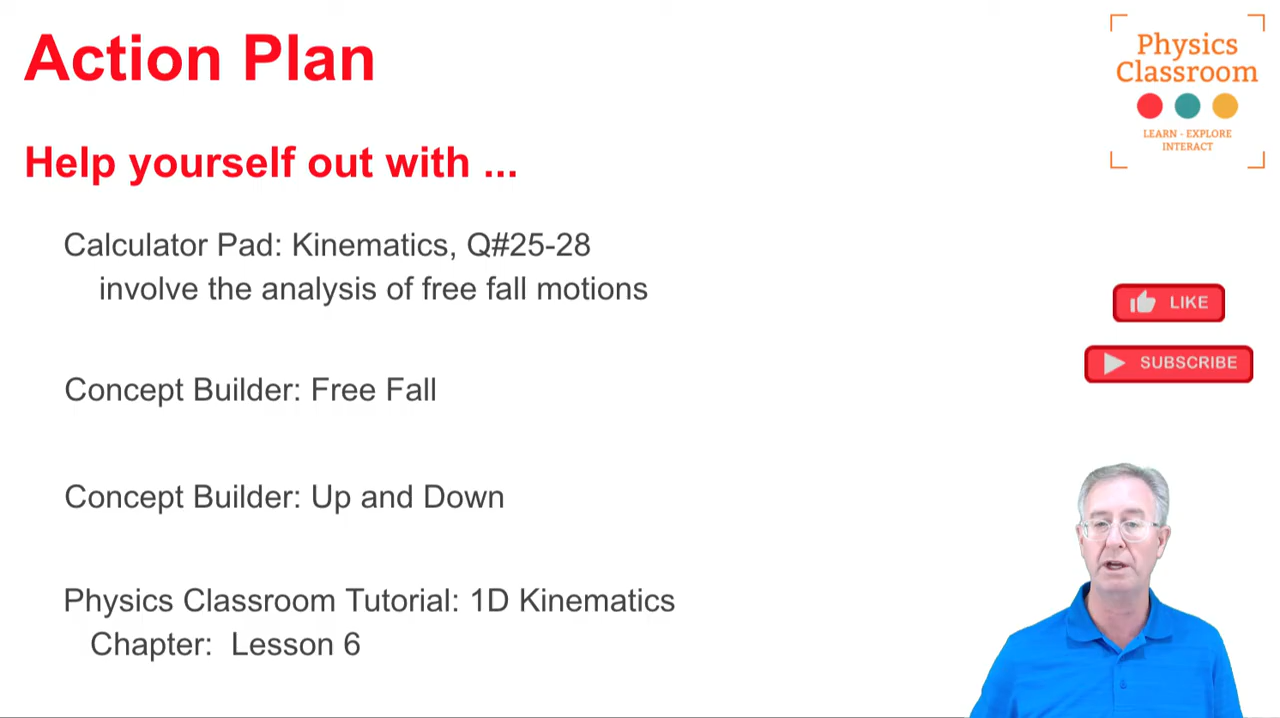 Action Plan
Physics
Classroom
LEARN - EXPLORE
INTERACT
Help yourself out with ...
Calculator Pad: Kinematics, Q#25-28
involve the analysis of free fall motions
LIKE
SUBSCRIBE
Concept Builder: Free Fall
Concept Builder: Up and Down
Physics Classroom Tutorial: 1D Kinematics
Chapter: Lesson 6